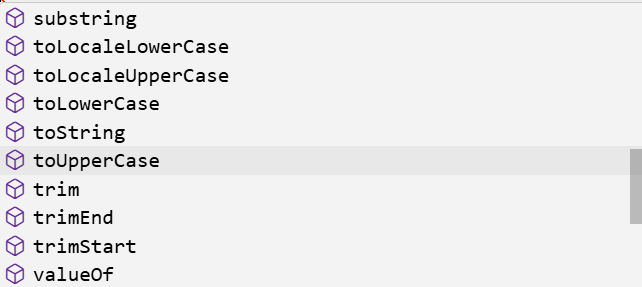 substring
toLocaleLowerCase
toLocaleUpperCase
toLowerCase
toString
toUpperCase
trim
trimEnd
trimStart
valueOf